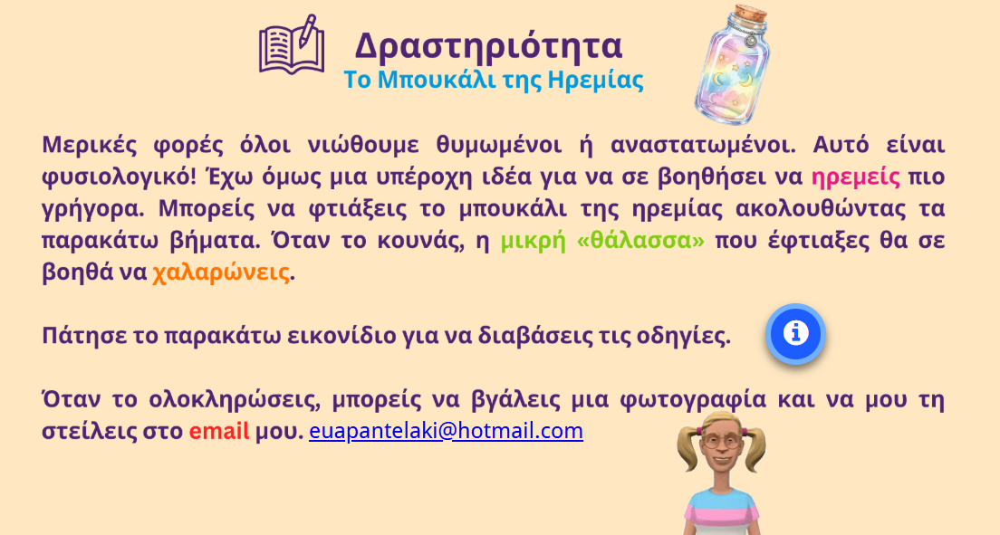 Δραστηριότητα
Το Μπουκάλι της Ηρεμίας
Μερικές φορές όλοι νιώθουμε θυμωμένοι ή αναστατωμένοι. Αυτό είναι
φυσιολογικό! Έχω όμως μια υπέροχη ιδέα για να σε βοηθήσει να ηρεμείς πιο
γρήγορα. Μπορείς να φτιάξεις το μπουκάλι της ηρεμίας ακολουθώντας τα
παρακάτω βήματα. Όταν το κουνάς, η μικρή «θάλασσα» που έφτιαξες θα σε
βοηθά να χαλαρώνεις.
Πάτησε το παρακάτω εικονίδιο για να διαβάσεις τις οδηγίες.
Όταν το ολοκληρώσεις, μπορείς να βγάλεις μια φωτογραφία και να μου τη
στείλεις στο email μου. euapantelaki@hotmail.com